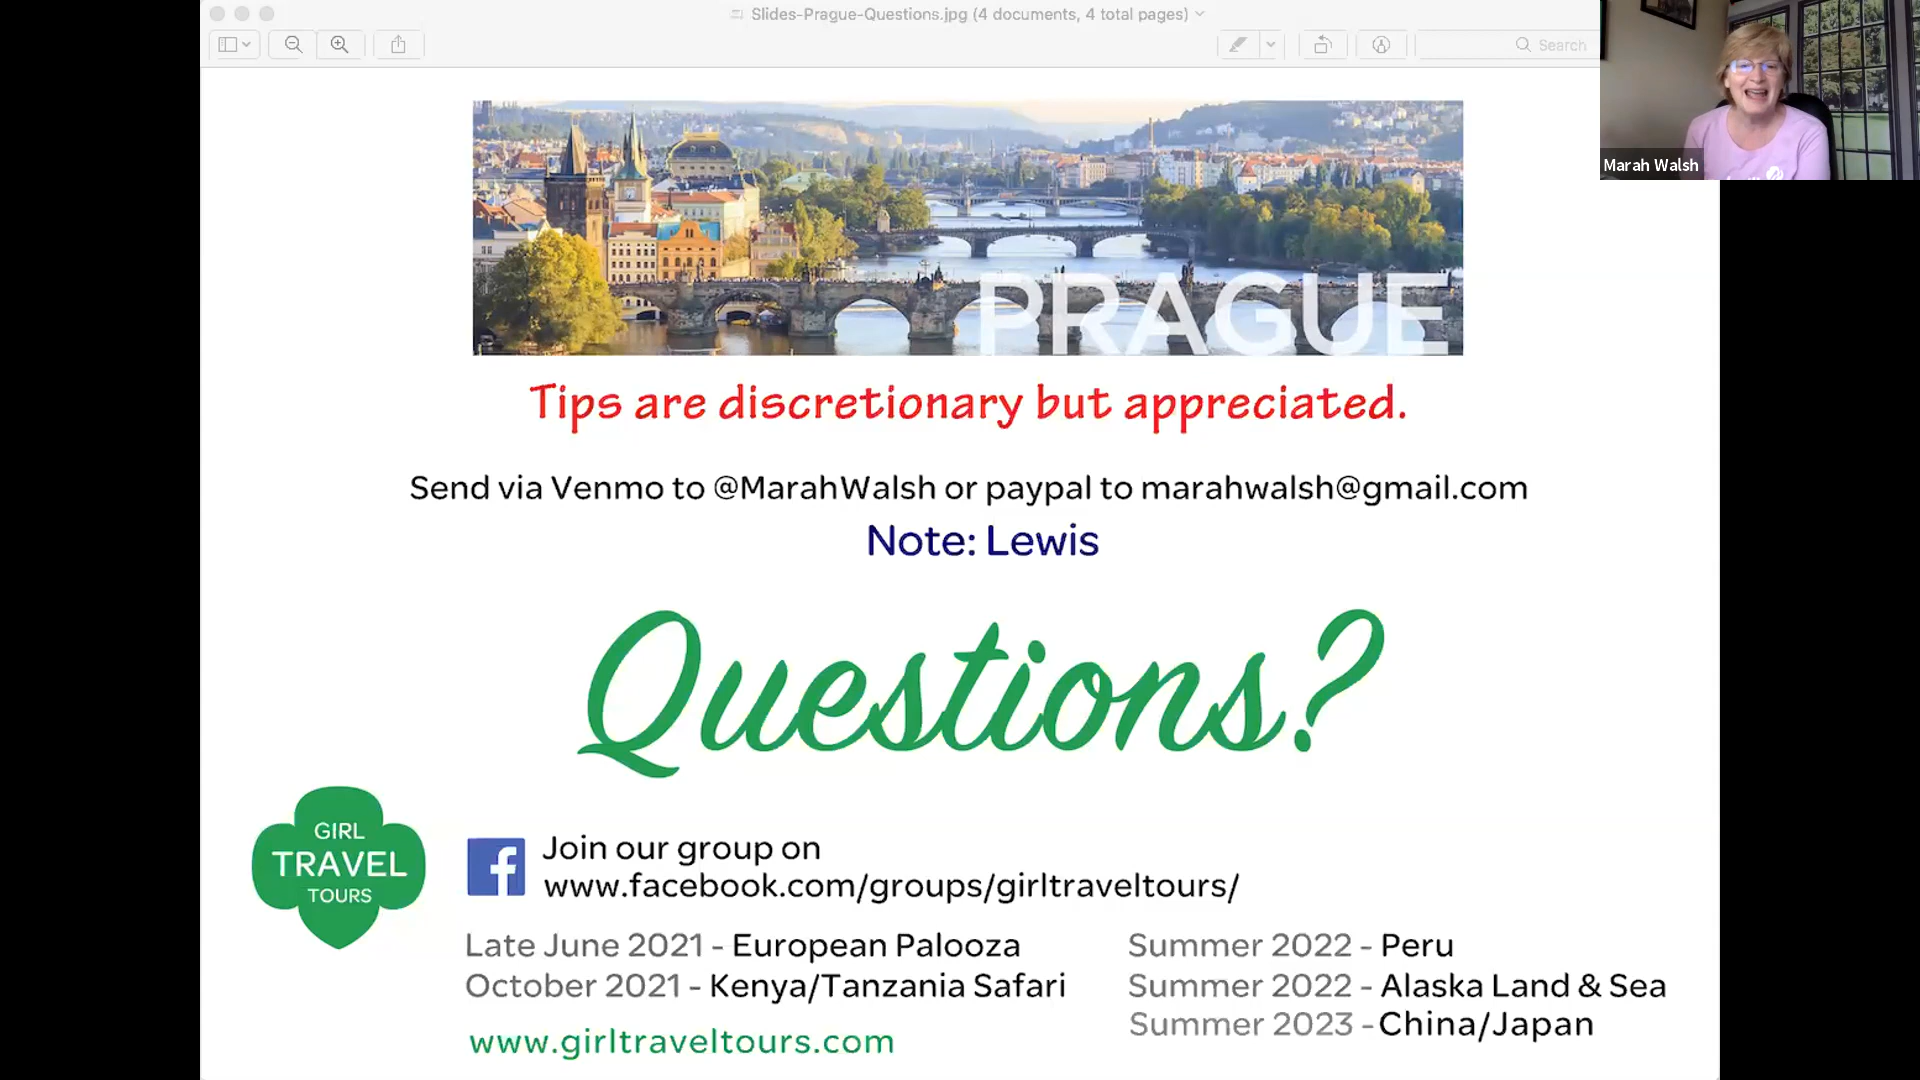 Slides-Prague-Questions.jpg (4 documents, 4 total pages)
Search
Marah Walsh
PRAGUE
Tips are discretionary but appreciated.
Send via Venmo to @MarahWalsh or paypal to marahwalsh@gmail.com
Note: Lewis
Questions?
GIRL
TRAVEL
TOURS
Join our group on
www.facebook.com/groups/girltraveltours/
Late June 2021 - European Palooza
October 2021 - Kenya/Tanzania Safari
www.girltraveltours.com
Summer 2022 - Peru
Summer 2022 - Alaska Land & Sea
Summer 2023 - China/Japan